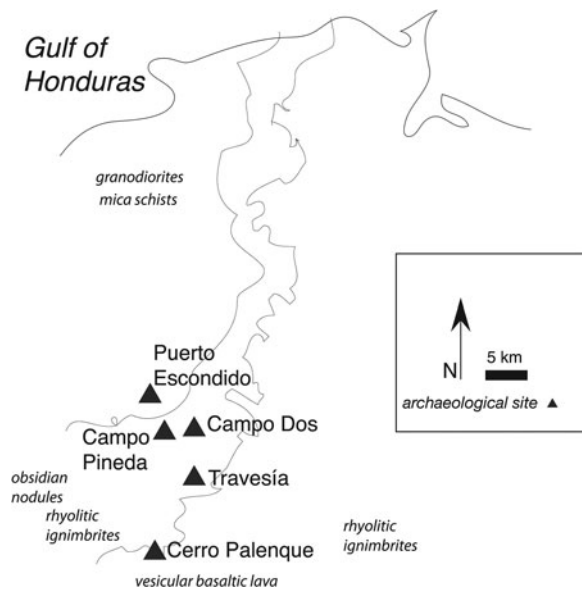 Gulf of
Honduras
granodiorites
mica schists
Puerto
Escondido
Campo Dos
Campo
Pineda
Travesía
obsidian
nodules
rhyolitic
ignimbrites
Cerro Palenque
rhyolitic
ignimbrites
vesicular basaltic lava
5 km
N
archaeological site